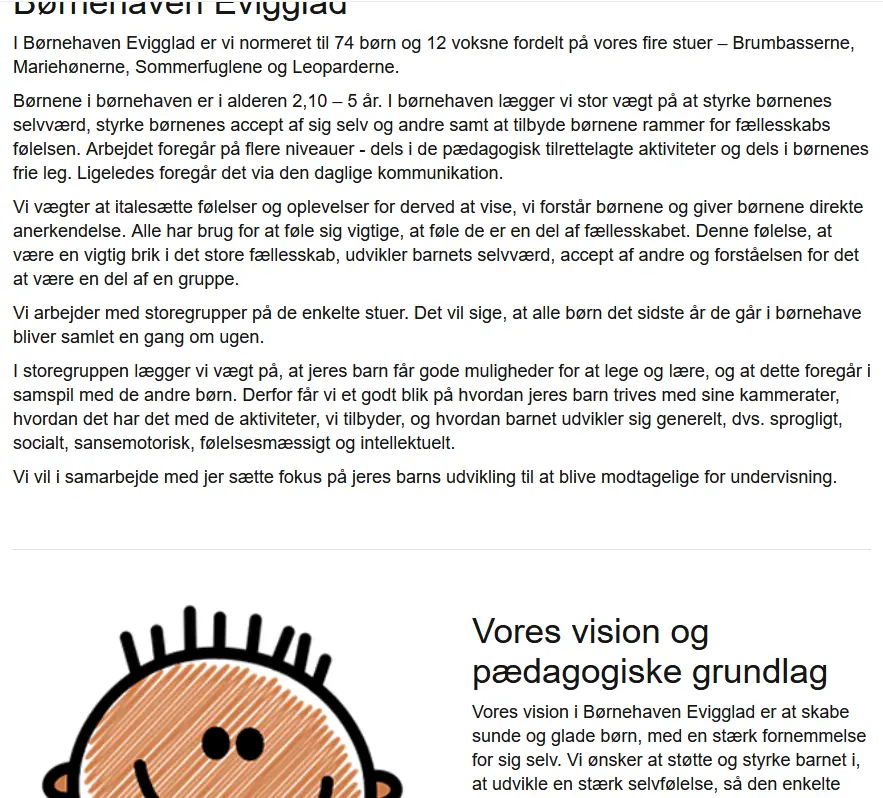 Børnehaven Evigglad
I Børnehaven Evigglad er vi normeret til 74 børn og 12 voksne fordelt på vores fire stuer – Brumbasserne,
Mariehønerne, Sommerfuglene og Leoparderne.
Børnene i børnehaven er i alderen 2,10 – 5 år. I børnehaven lægger vi stor vægt på at styrke børnenes
selvværd, styrke børnenes accept af sig selv og andre samt at tilbyde børnene rammer for fællesskabs
følelsen. Arbejdet foregår på flere niveauer - dels i de pædagogisk tilrettelagte aktiviteter og dels i børnenes
frie leg. Ligeledes foregår det via den daglige kommunikation.
Vi vægter at italesætte følelser og oplevelser for derved at vise, vi forstår børnene og giver børnene direkte
anerkendelse. Alle har brug for at føle sig vigtige, at føle de er en del af fællesskabet. Denne følelse, at
være en vigtig brik i det store fællesskab, udvikler barnets selvværd, accept af andre og forståelsen for det
at være en del af en gruppe.
Vi arbejder med storegrupper på de enkelte stuer. Det vil sige, at alle børn det sidste år de går i børnehave
bliver samlet en gang om ugen.
I storegruppen lægger vi vægt på, at jeres barn får gode muligheder for at lege og lære, og at dette foregår i
samspil med de andre børn. Derfor får vi et godt blik på hvordan jeres barn trives med sine kammerater,
hvordan det har det med de aktiviteter, vi tilbyder, og hvordan barnet udvikler sig generelt, dvs. sprogligt,
socialt, sansemotorisk, følelsesmæssigt og intellektuelt.
Vi vil i samarbejde med jer sætte fokus på jeres barns udvikling til at blive modtagelige for undervisning.
Vores vision og
pædagogiske grundlag
Vores vision i Børnehaven Evigglad er at skabe
sunde og glade børn, med en stærk fornemmelse
for sig selv. Vi ønsker at støtte og styrke barnet i,
at udvikle en stærk selvfølelse, så den enkelte